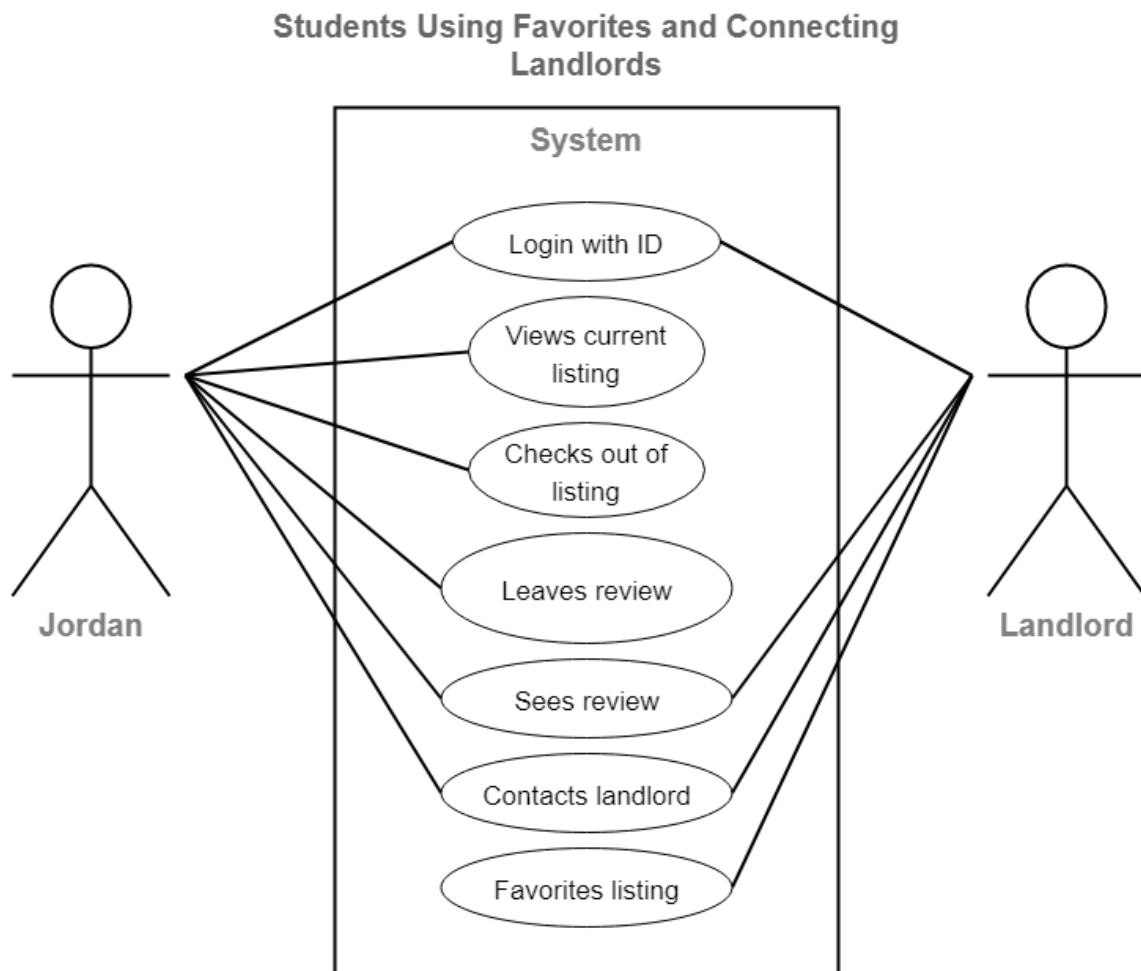 Students Using Favorites and Connecting
Landlords
System
Login with ID
Views current
listing
Checks out of
listing
Leaves review
Jordan
Landlord
Sees review
Contacts landlord
Favorites listing